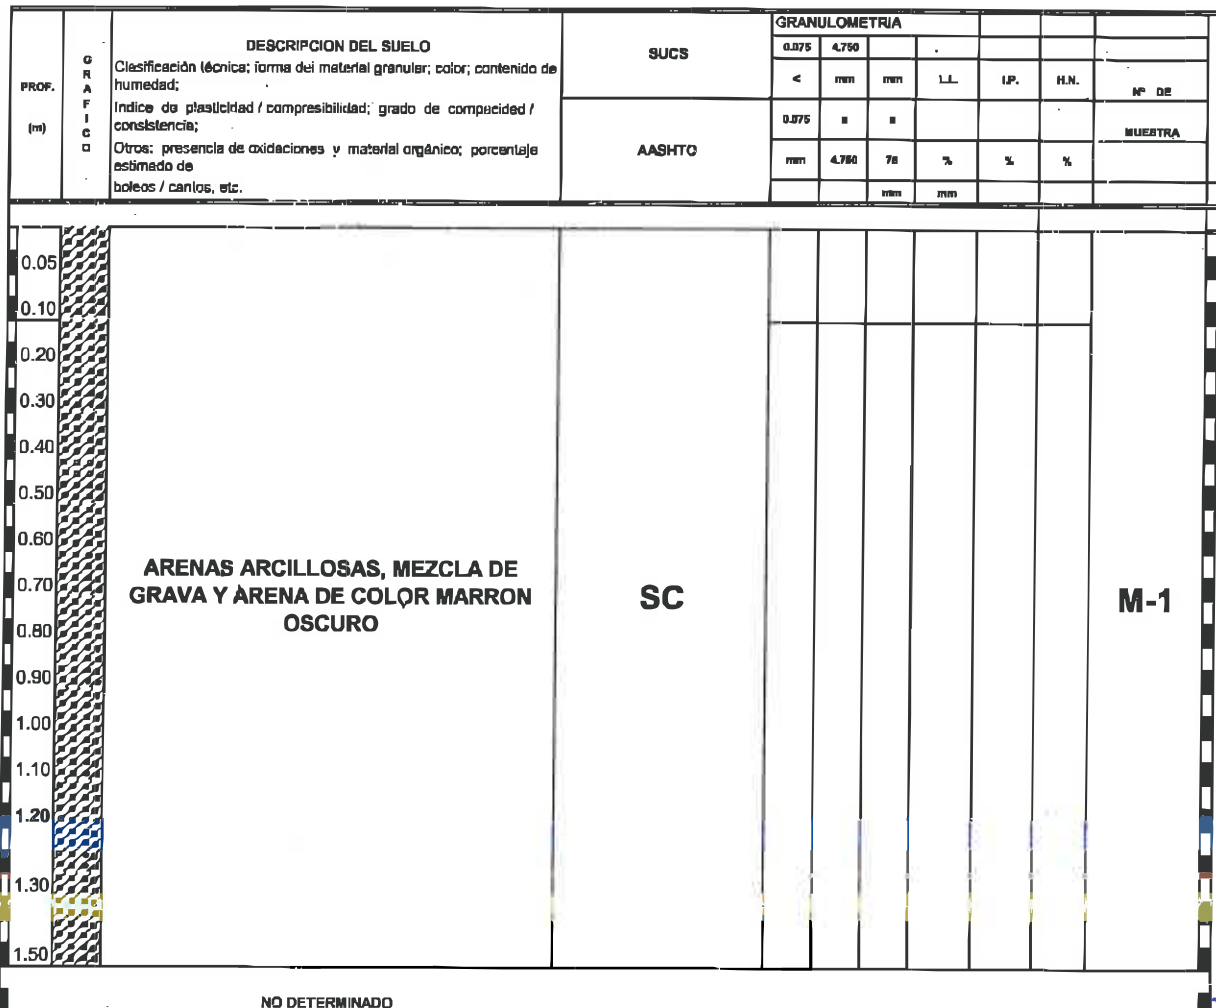 PROF.
(m)
GRAFICO
DESCRIPCION DEL SUELO
Clasificación técnica; forma del material granular; color; contenido de
humedad;
Indice de plasticidad / compresibilidad; grado de compacidad /
consistencia;
Otros: presencia de oxidaciones y material orgánico; porcentaje
estimado de
boleos / cantos, etc.
SUCS
AASHTO
GRANULOMETRIA
0.075 4.750
< mm mm L.L. I.P. H.N.
Nº DE
0.075 a a
MUESTRA
mm 4.750 75 % % %
mm mm
0.05
0.10
0.20
0.30
0.40
0.50
0.60
0.70
0.80
0.90
1.00
1.10
1.20
1.30
1.50
ARENAS ARCILLOSAS, MEZCLA DE
GRAVA Y ARENA DE COLOR MARRON
OSCURO
SC
M-1
NO DETERMINADO